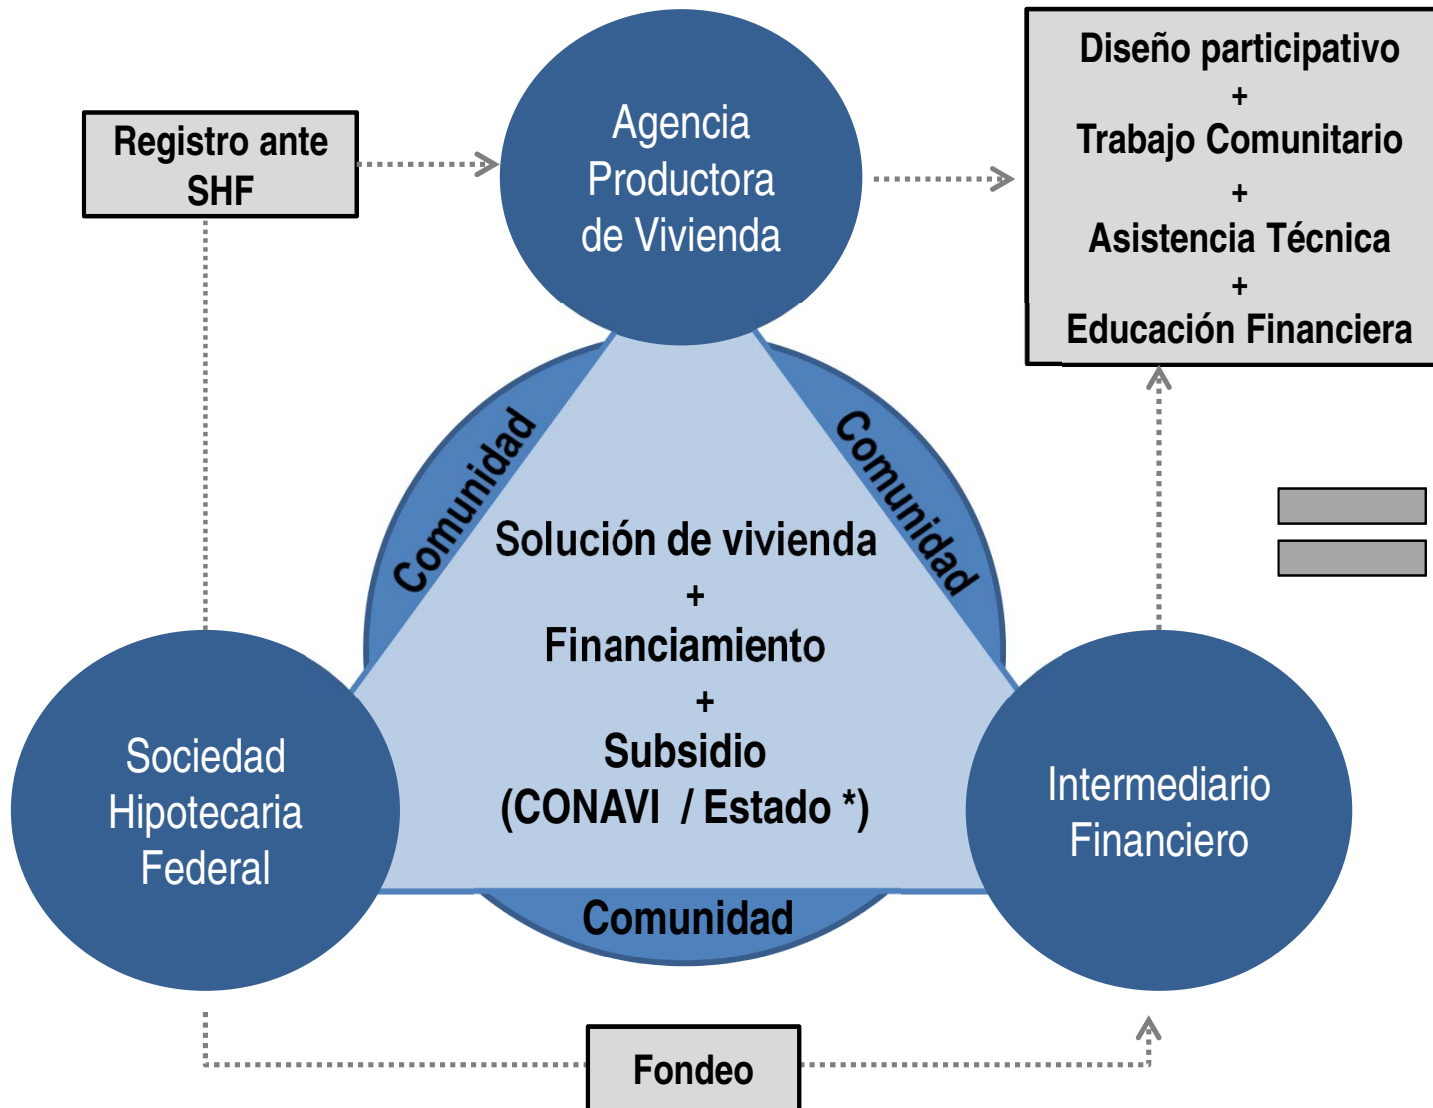 Diseño participativo
+
Trabajo Comunitario
+
Asistencia Técnica
+
Educación Financiera
Registro ante
SHF
Agencia
Productora
de Vivienda
Comunidad
Comunidad
Solución de vivienda
+
Financiamiento
+
Subsidio
(CONAVI / Estado *)
Sociedad
Hipotecaria
Federal
Intermediario
Financiero
Comunidad
Fondeo